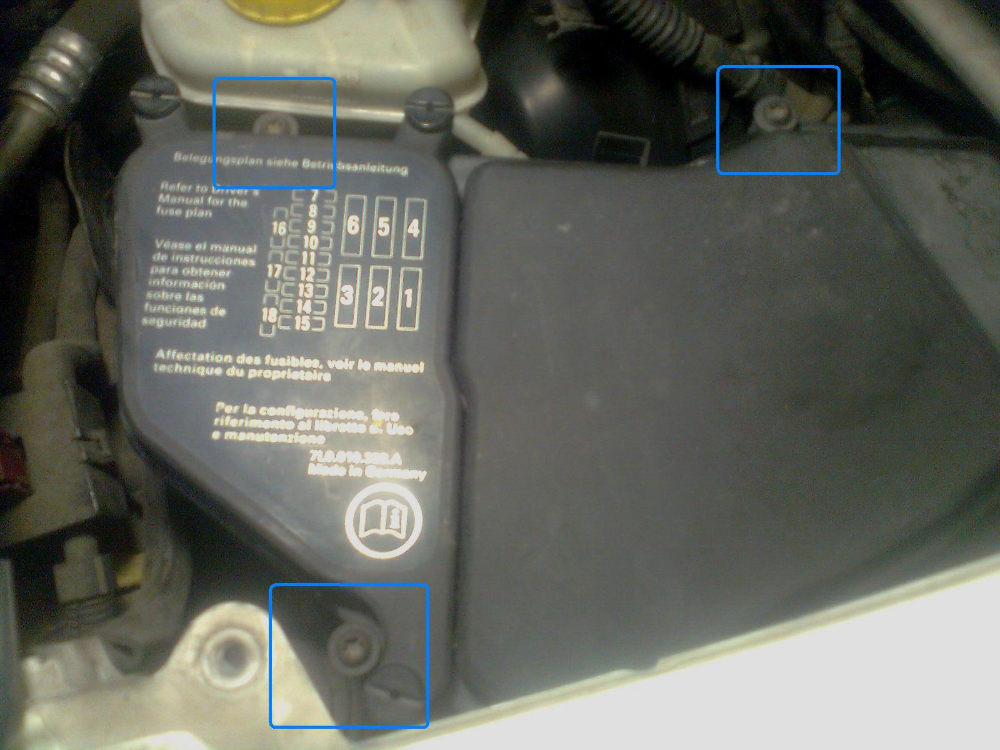 Belegungsplan siehe Betriebsanleitung
Refer to Driver's
Manual for the
fuse plan
7
8
16 9
10
11
17 12
13
14
18 15
6 5 4
3 2 1
Véase el manual
de instrucciones
para obtener
información
sobre las
funciones de
seguridad
Affectation des fusibles, voir le manuel
technique du proprietaire
Per la configurazione, fare
riferimento al libretto d. Uso
e manutenzione
Made in Germany